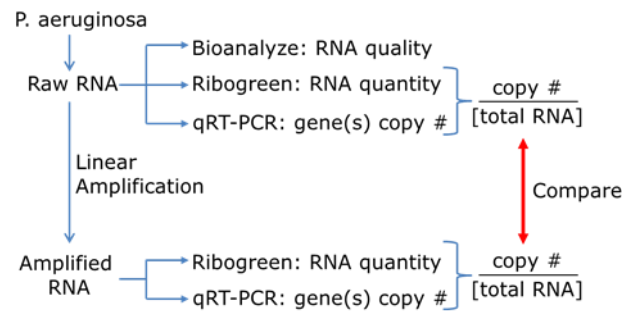 P. aeruginosa
Bioanalyze: RNA quality
Raw RNA
Ribogreen: RNA quantity
qRT-PCR: gene(s) copy #
copy #
[total RNA]
Linear
Amplification
Compare
Amplified
RNA
Ribogreen: RNA quantity
qRT-PCR: gene(s) copy #
copy #
[total RNA]